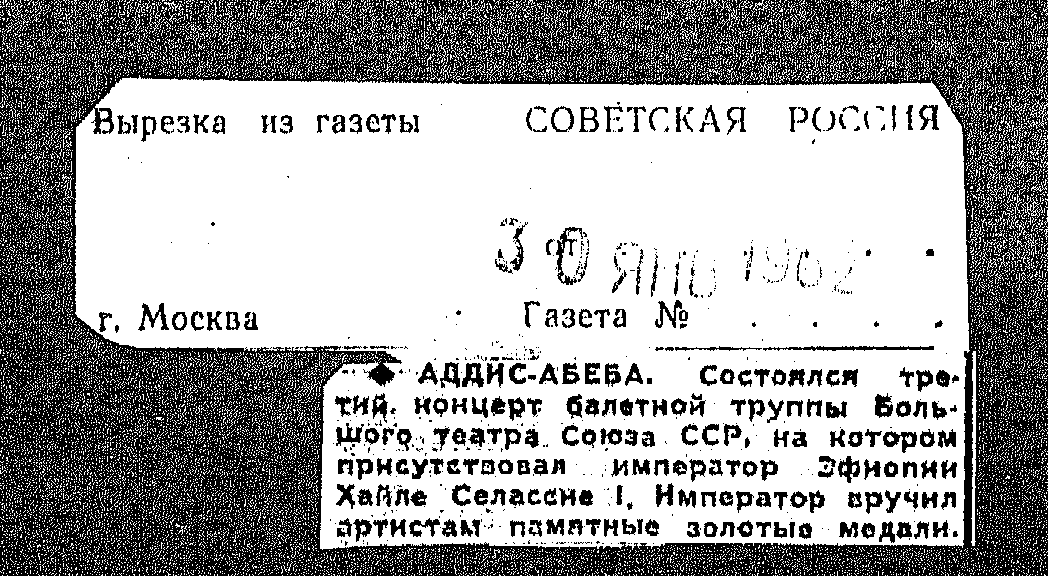 Вырезка из газеты СОВЕТСКАЯ РОССИЯ
30 от ЯНВ 1962 . .
г. Москва Газета № . . . .
◆ АДДИС-АБЕБА. Состоялся тре-
тий концерт балетной труппы Боль-
шого театра Союза ССР, на котором
присутствовал император Эфиопии
Хайле Селассие I. Император вручил
артистам памятные золотые медали.